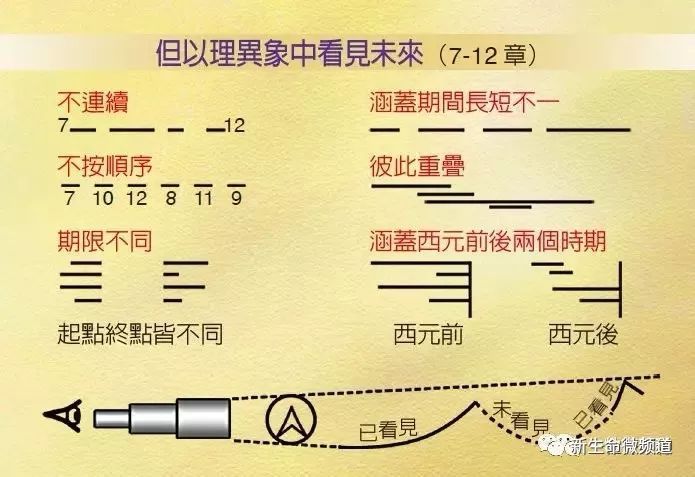 但以理異象中看見未來（7-12 章）
不連續
7 12
涵蓋期間長短不一
不按順序
7 10 12 8 11 9
彼此重疊
期限不同
涵蓋西元前後兩個時期
起點終點皆不同
西元前 西元後
已看見
未看見
已看見
新生命微频道